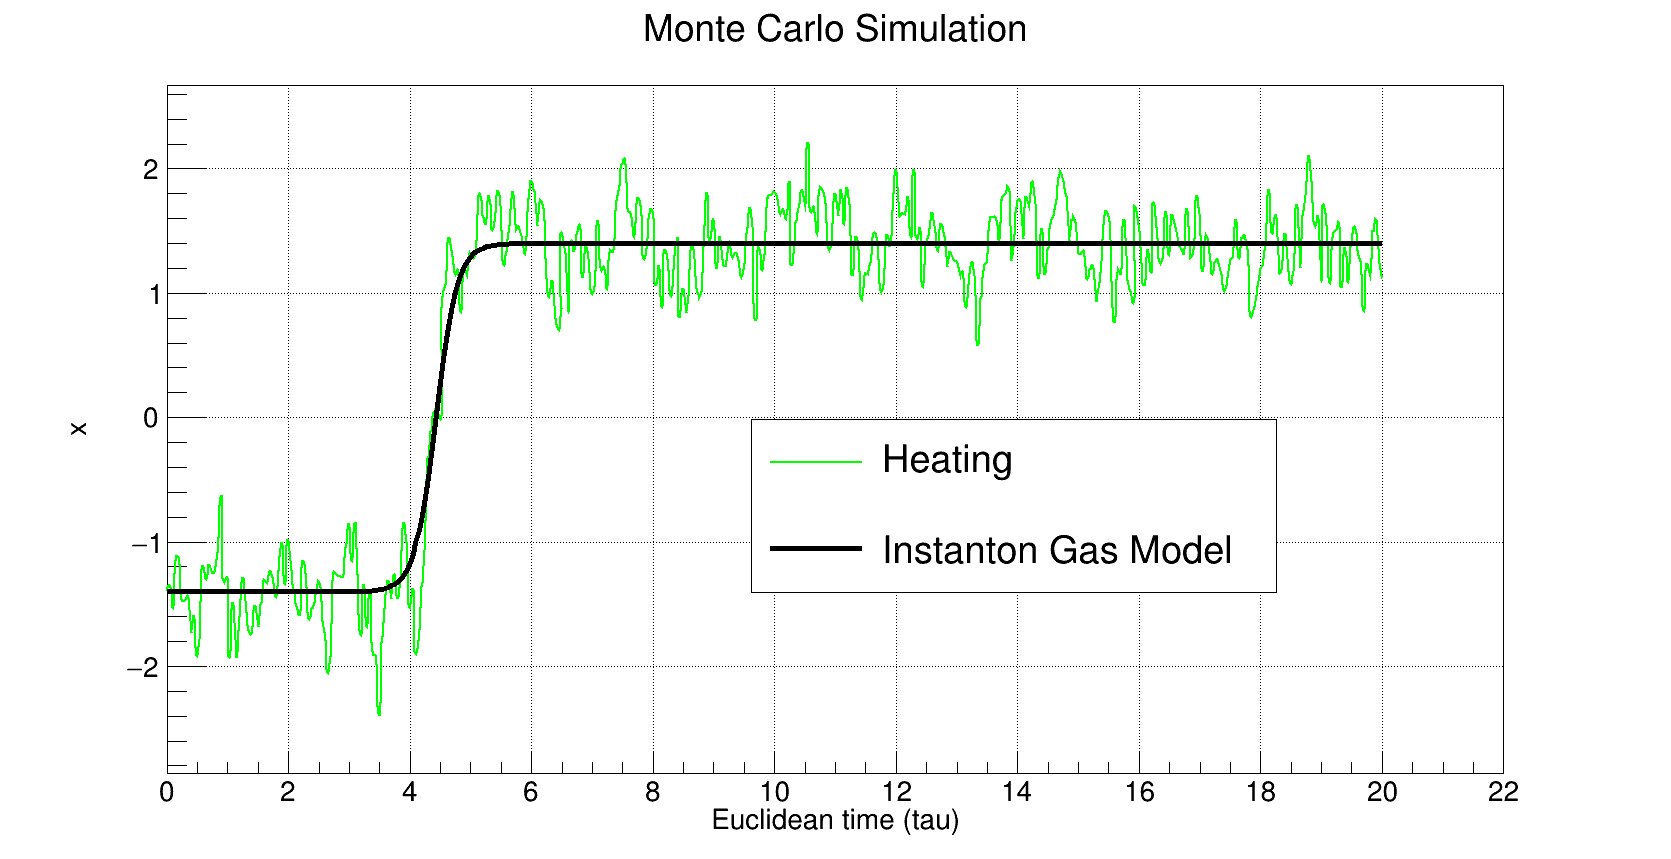 Monte Carlo Simulation
x
2
1
0
−1
−2
Heating
Instanton Gas Model
0 2 4 6 8 10 12 14 16 18 20 22
Euclidean time (tau)